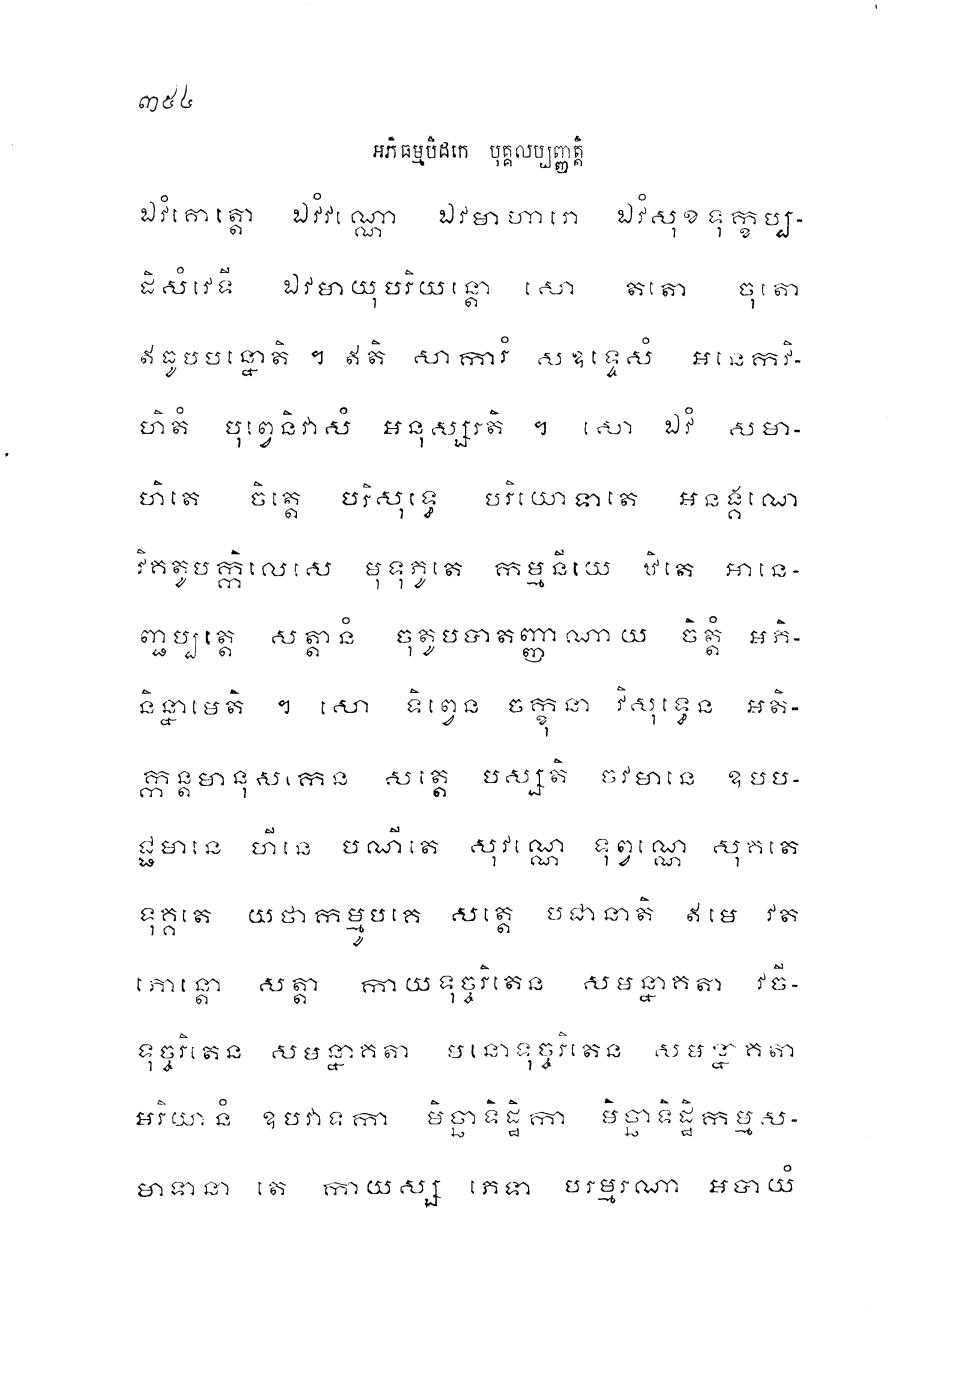 ៣៥៤
អភិធម្មបិដកេ បុគ្គលប្បញ្ញត្តិ
ឯវំគោត្តោ ឯវំវណ្ណោ ឯវមាហារោ ឯវំសុខទុក្ខប្ប-
ដិសំវេទី ឯវមាយុបរិយន្តោ សោ តតោ ចុតោ
ឥធូបបន្នោតិ ។ ឥតិ សាការំ សឧទ្ទេសំ អនេកវិ-
ហិតំ បុព្វេនិវាសំ អនុស្សរតិ ។ សោ ឯវំ សមា-
ហិតេ ចិត្តេ បរិសុទ្ធេ បរិយោទាតេ អនង្គណេ
វិគតូបក្កិលេសេ មុទុភូតេ កម្មនីយេ ឋិតេ អានេ-
ញ្ជប្បត្តេ សត្តានំ ចុតូបបាតញ្ញាណាយ ចិត្តំ អភិ-
និន្នាមេតិ ។ សោ ទិព្វេន ចក្ខុនា វិសុទ្ធេន អតិ-
ក្កន្តមានុសកេន សត្តេ បស្សតិ ចវមានេ ឧបប-
ជ្ជមានេ ហីនេ បណីតេ សុវណ្ណេ ទុព្វណ្ណេ សុគតេ
ទុគ្គតេ យថាកម្មូបគេ សត្តេ បជានាតិ ឥមេ វត
ភោន្តោ សត្តា កាយទុច្ចរិតេន សមន្នាគតា វចី-
ទុច្ចរិតេន សមន្នាគតា មនោទុច្ចរិតេន សមន្នាគតា
អរិយានំ ឧបវាទកា មិច្ឆាទិដ្ឋិកា មិច្ឆាទិដ្ឋិកម្មស-
មាទានា តេ កាយស្ស ភេទា បរម្មរណា អបាយំ